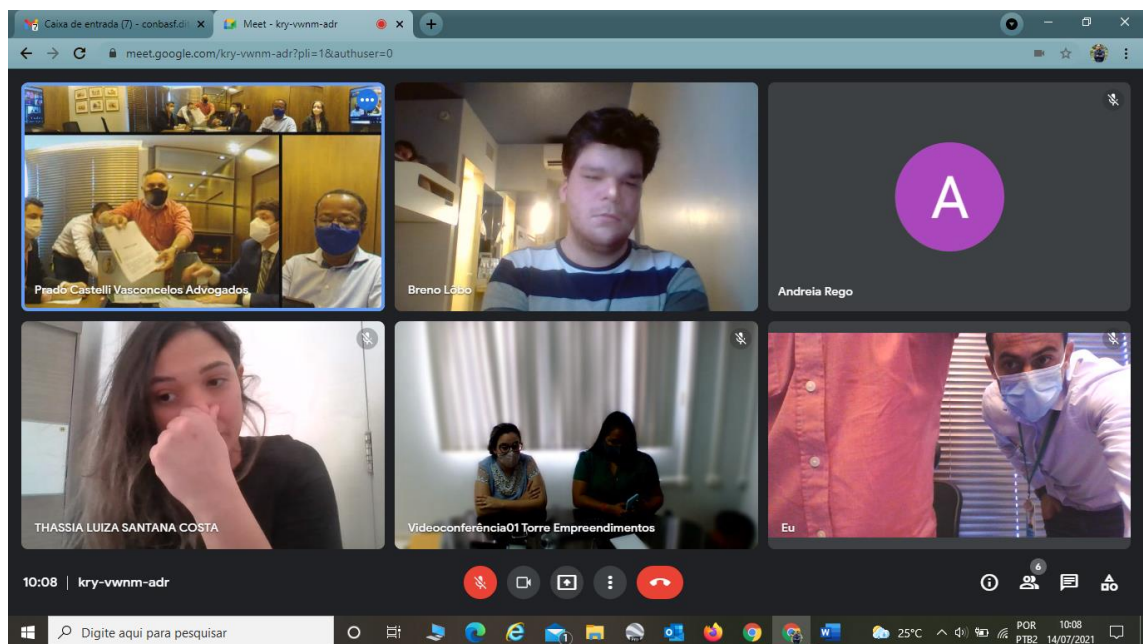 Caixa de entrada (7) - conbasf.di
Meet - kry-vwnm-adr
meet.google.com/kry-vwnm-adr?pli=1&authuser=0
Prado Castelli Vasconcelos Advogados
Breno Lôbo
A
Andreia Rego
THASSIA LUIZA SANTANA COSTA
Videoconferência01 Torre Empreendimentos
Eu
10:08 | kry-vwnm-adr
6
Digite aqui para pesquisar
25°C
POR
PTB2
10:08
14/07/2021